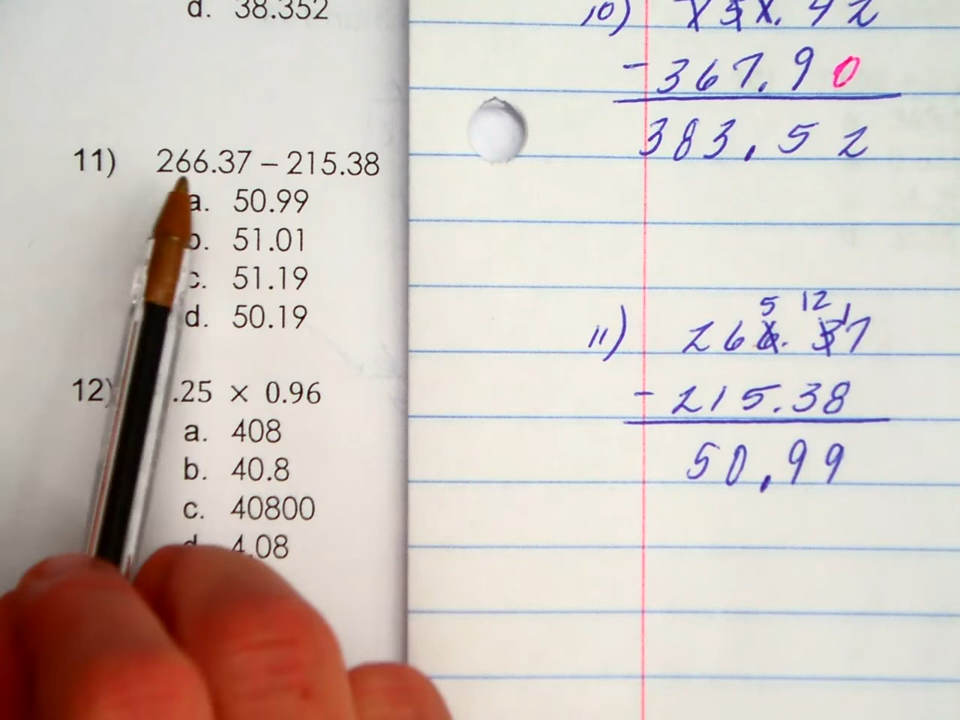 d. 38.352
11) 266.37 – 215.38
a. 50.99
b. 51.01
c. 51.19
d. 50.19
12) .25 × 0.96
a. 408
b. 40.8
c. 40800
d. 4.08
10) .42
-367.90
383.52
5 12 1
11) 266.37
-215.38
50.99